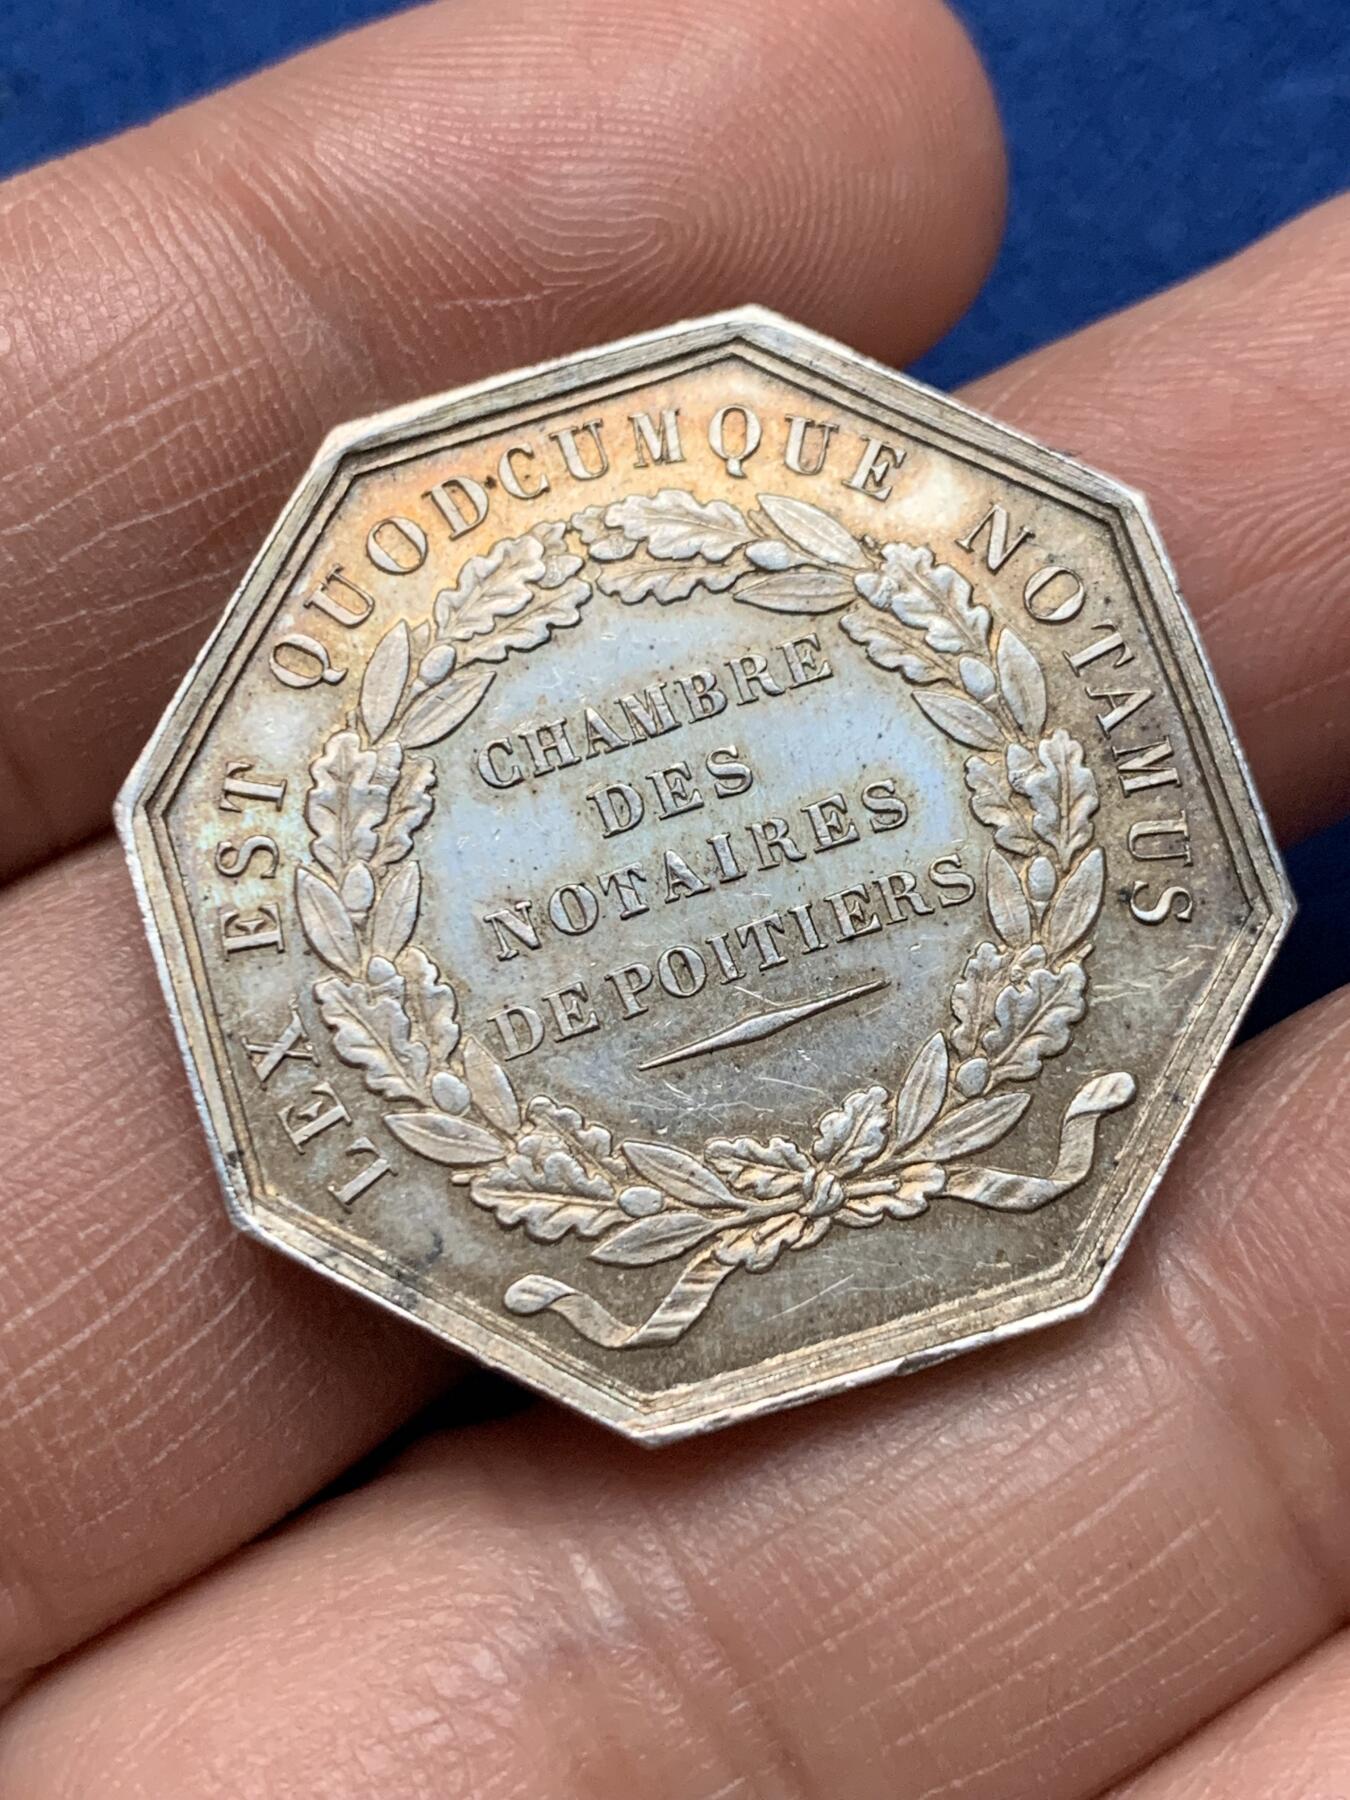 LEX EST QUODCUMQUE NOTAMUS
CHAMBRE
DES
NOTAIRES
DE POITIERS